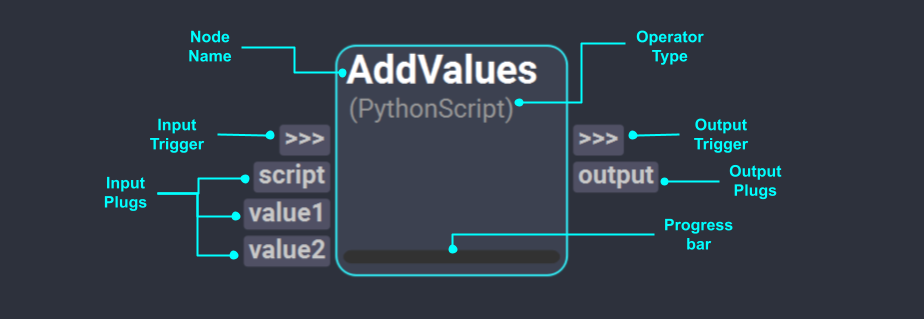 Node
Name
Operator
Type
AddValues
(PythonScript)
Input
Trigger
>>>
>>>
Output
Trigger
Input
Plugs
script
value1
value2
output
Output
Plugs
Progress
bar